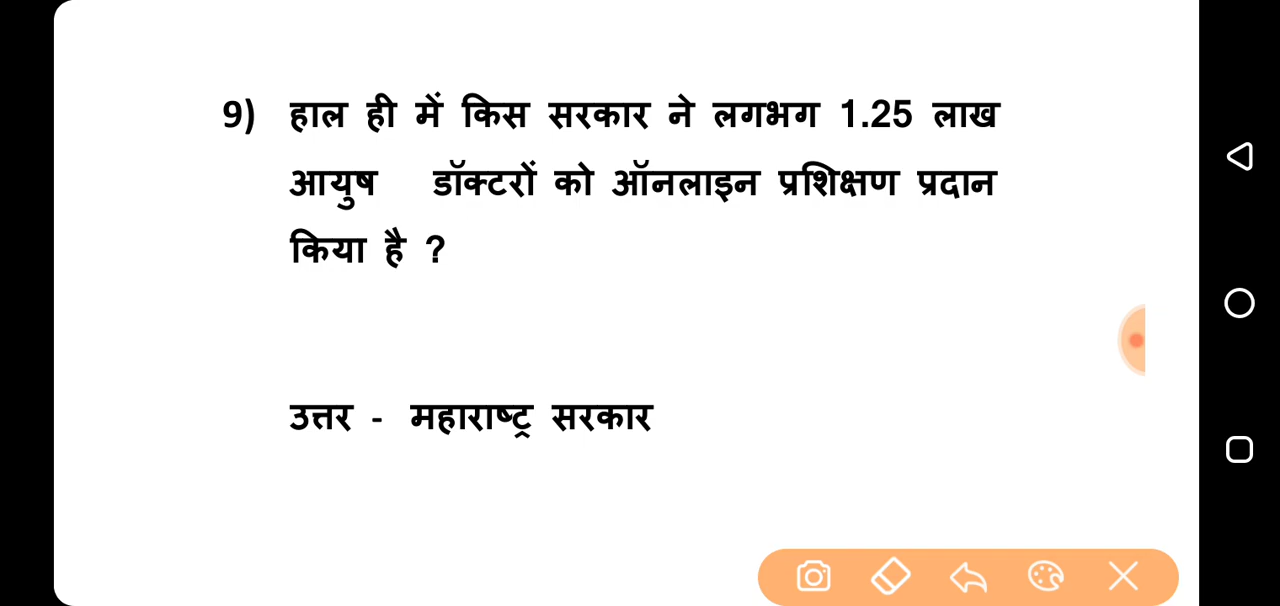 9) हाल ही में किस सरकार ने लगभग 1.25 लाख
आयुष डॉक्टरों को ऑनलाइन प्रशिक्षण प्रदान
किया है ?
उत्तर - महाराष्ट्र सरकार